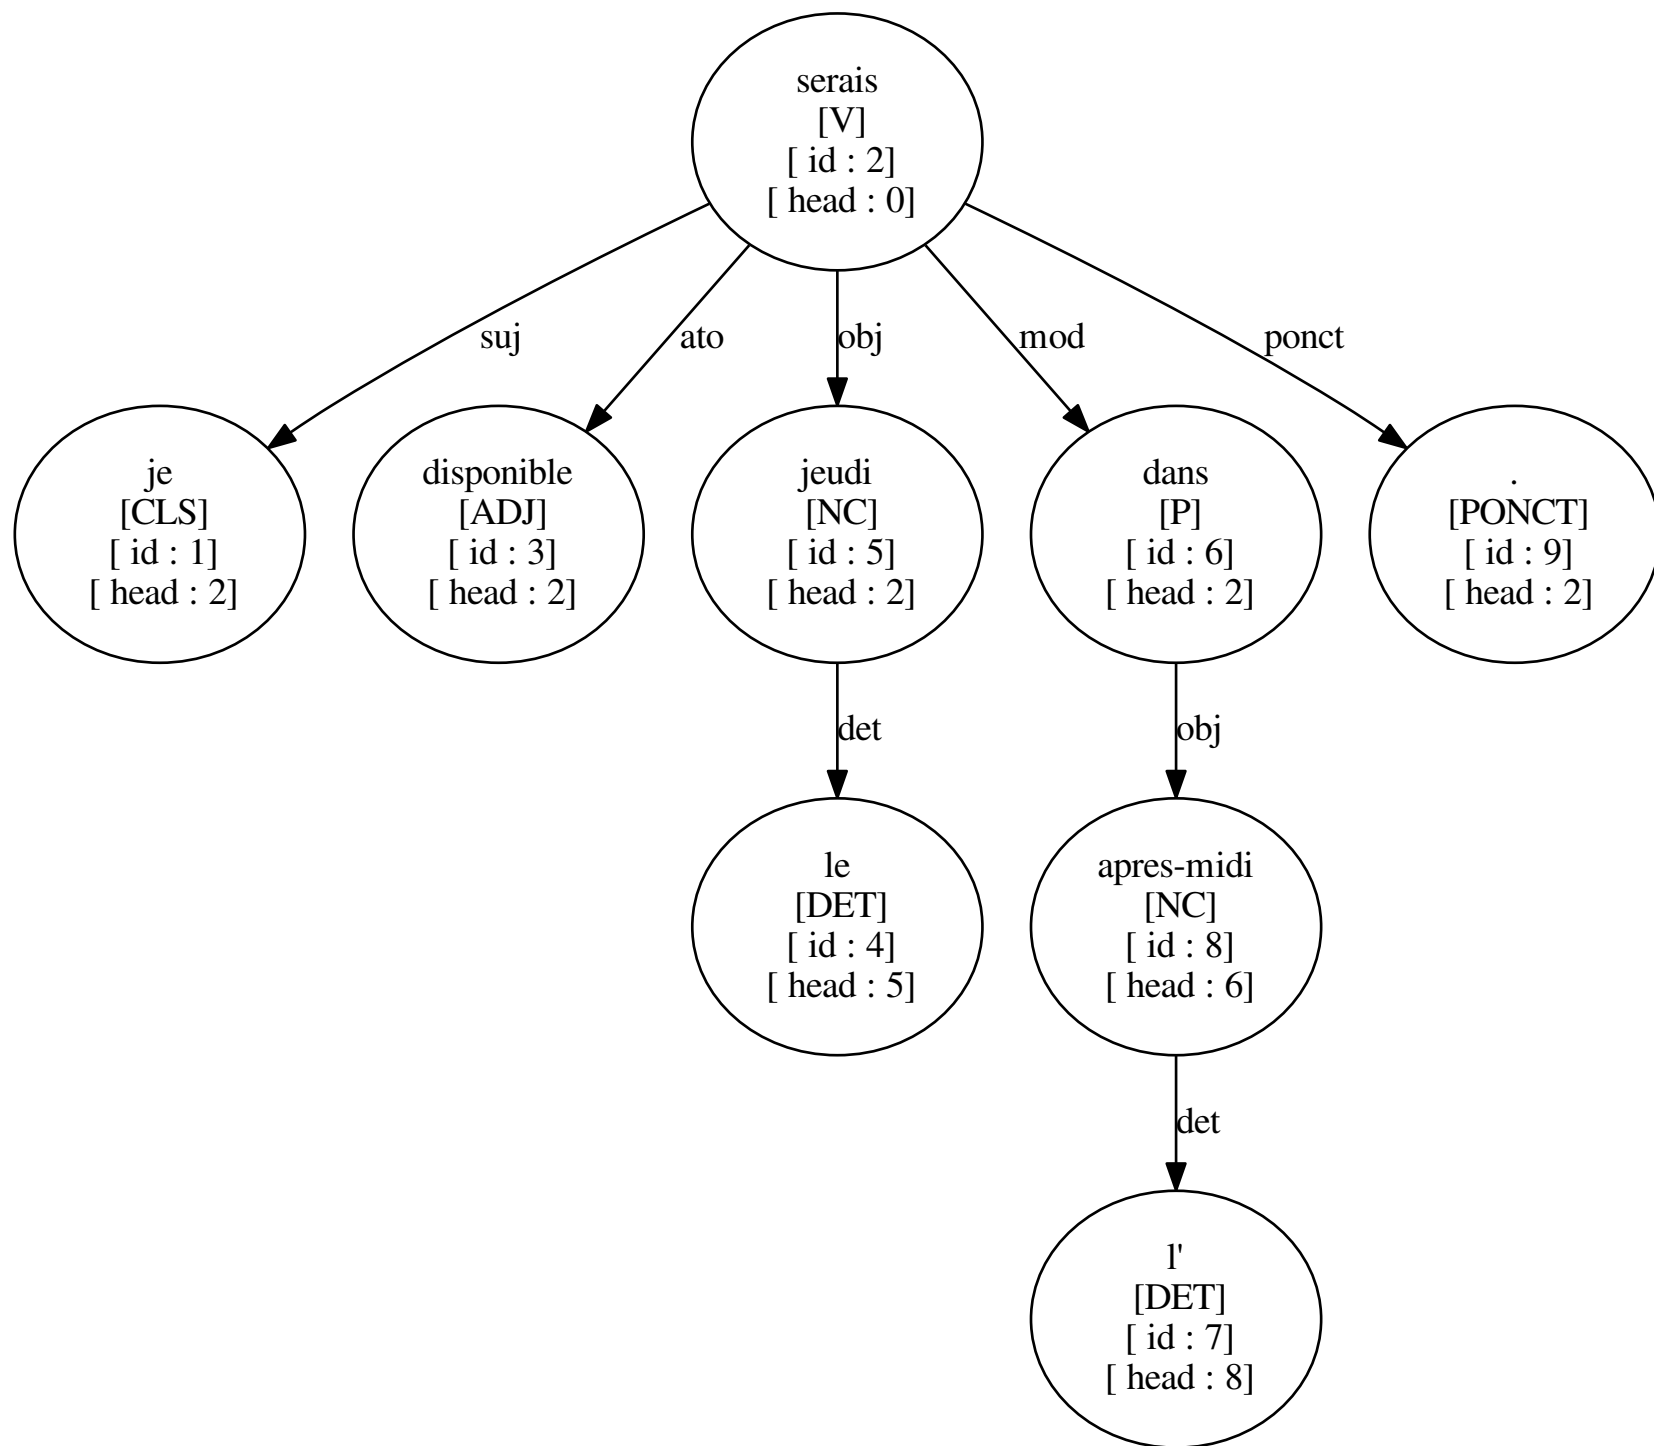 serais
[V]
[ id : 2]
[ head : 0]
suj
ato
obj
mod
ponct
je
[CLS]
[ id : 1]
[ head : 2]
disponible
[ADJ]
[ id : 3]
[ head : 2]
jeudi
[NC]
[ id : 5]
[ head : 2]
dans
[P]
[ id : 6]
[ head : 2]
.
[PONCT]
[ id : 9]
[ head : 2]
det
obj
le
[DET]
[ id : 4]
[ head : 5]
apres-midi
[NC]
[ id : 8]
[ head : 6]
det
l'
[DET]
[ id : 7]
[ head : 8]